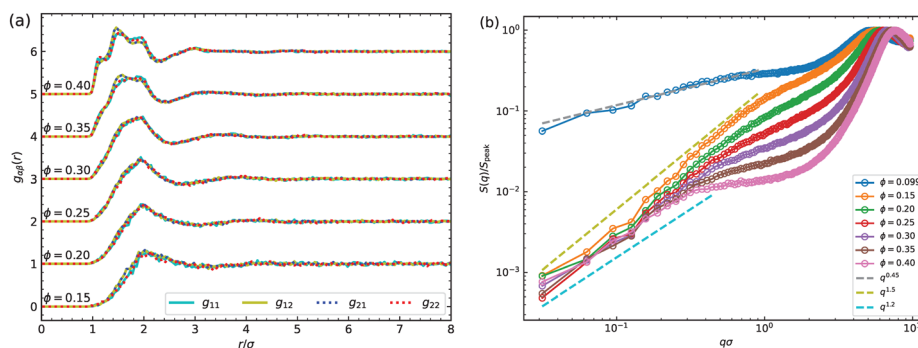 (a)
6
5
4
3
2
1
0
gαβ(r)
ϕ = 0.40
ϕ = 0.35
ϕ = 0.30
ϕ = 0.25
ϕ = 0.20
ϕ = 0.15
g11 g12 g21 g22
0 1 2 3 4 5 6 7 8
r/σ
(b)
10^0
10^-1
10^-2
10^-3
S(q)/Speak
ϕ = 0.099
ϕ = 0.15
ϕ = 0.20
ϕ = 0.25
ϕ = 0.30
ϕ = 0.35
ϕ = 0.40
q^0.45
q^1.5
q^1.2
10^-1 10^0
qσ